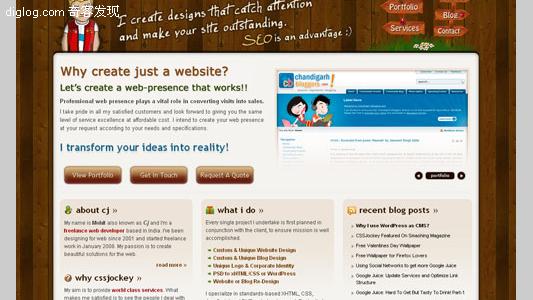 diglog.com 奇客发现
I create designs that catch attention
and make your site outstanding.
SEO is an advantage :)
Portfolio
Blog
Services
Contact
Why create just a website?
Let's create a web-presence that works!!
Professional web presence plays a vital role in converting visits into sales.
I take pride in all my satisfied customers and look forward to giving you the same
level of service excellence at affordable cost. I intend to create your web presence
at your request according to your needs and specifications.
I transform your ideas into reality!
View Portfolio
Get In Touch
Request A Quote
chandigarh
bloggers
portfolio
about cj »
My name is Mohit also known as Cj and I'm a
freelance web developer based in India. I've been
designing for web since 2001 and started freelance
work in January 2008. My passion is to create
beautiful solutions for web.
read more »
why cssjockey »
My aim is to provide world class services. What
makes me satisfied is to see the people I deal with
what i do »
Every single project I undertake is first planned in
conjunction with the client, to ensure mission is well
accomplished.
Custom & Unique Website Design
Custom & Unique Blog Design
Unique Logo & Corporate Identity
PSD to xHTML/CSS or WordPress
Website or Blog Re-Design
I specialize in standards-based XHTML, CSS,
recent blog posts »
Why I use WordPress as CMS?
CSSJockey Featured On Smashing Magazine
Free Valentines Day Wallpaper
Free Wallpaper for Firefox Lovers
Using Social Networks to get more Google Juice
Google Juice: Update Services and Optimize Link
Structure
Google Juice: Hard To Get But Tasty To Drink! Part-1